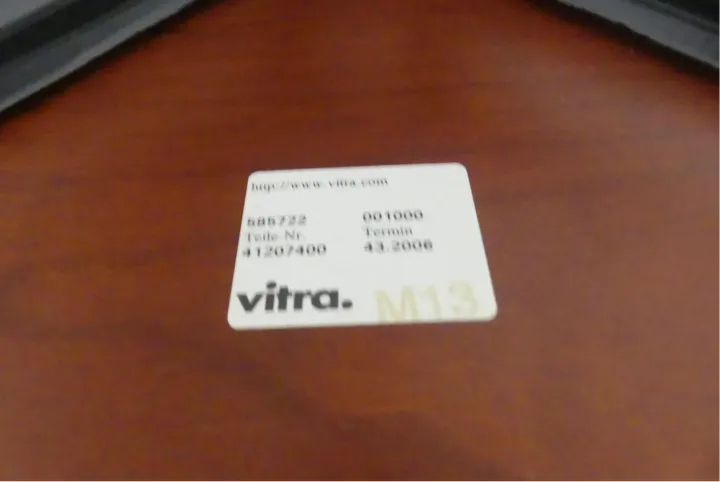 http://www.vitra.com
585722 001000
Teile-Nr. Termin
41207400 43.2006
vitra. M13